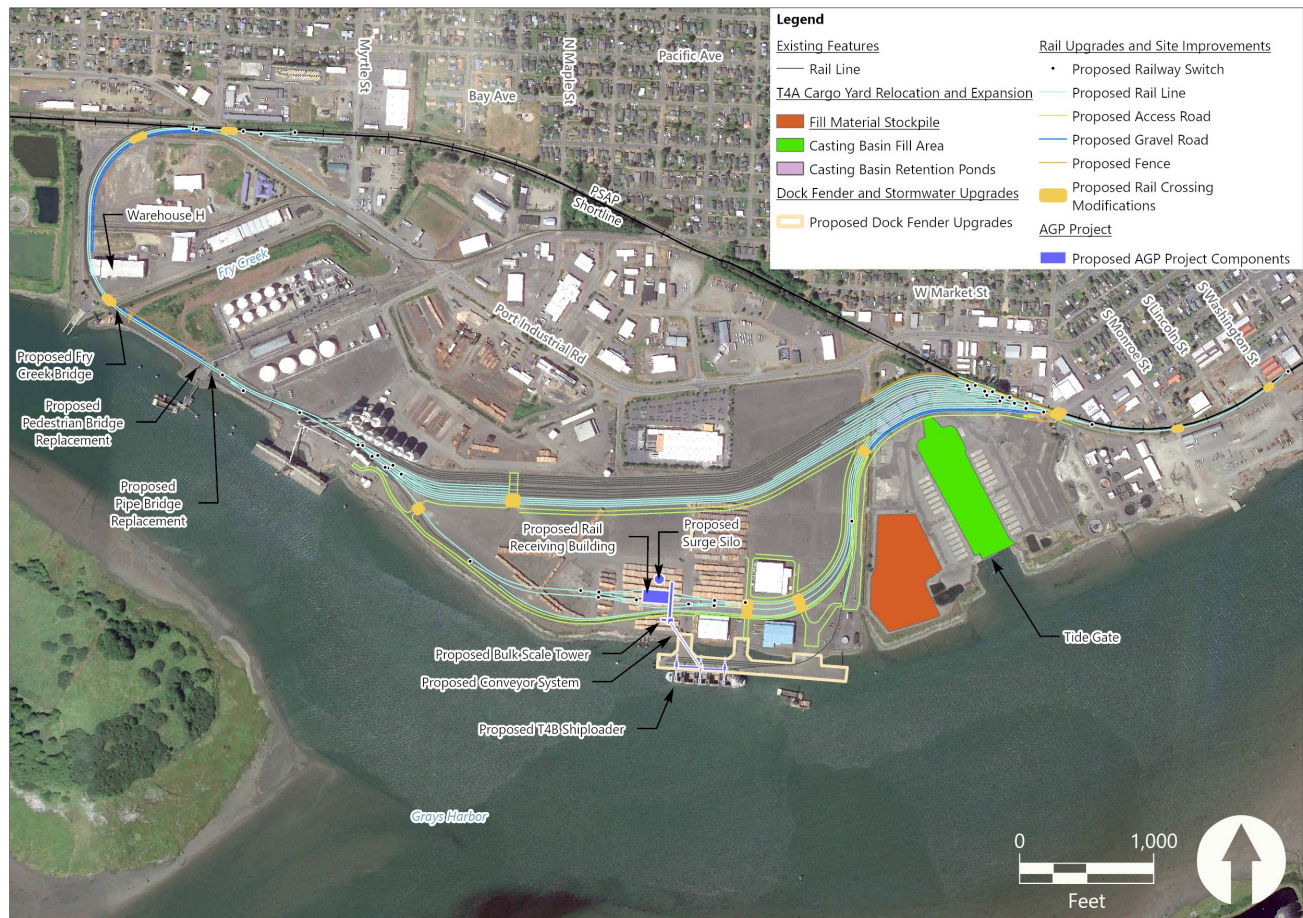 Legend
Existing Features
Rail Line
T4A Cargo Yard Relocation and Expansion
Fill Material Stockpile
Casting Basin Fill Area
Casting Basin Retention Ponds
Dock Fender and Stormwater Upgrades
Proposed Dock Fender Upgrades
Rail Upgrades and Site Improvements
Proposed Railway Switch
Proposed Rail Line
Proposed Access Road
Proposed Gravel Road
Proposed Fence
Proposed Rail Crossing
Modifications
AGP Project
Proposed AGP Project Components
Myrtle St
N Maple St
Pacific Ave
Bay Ave
PSAP
Shortline
Warehouse H
Fry Creek
Port Industrial Rd
W Market St
S Monroe St
S Lincoln St
S Washington St
Proposed Fry
Creek Bridge
Proposed
Pedestrian Bridge
Replacement
Proposed
Pipe Bridge
Replacement
Proposed Rail
Receiving Building
Proposed
Surge Silo
Proposed Bulk Scale Tower
Proposed Conveyor System
Proposed T4B Shiploader
Tide Gate
Grays Harbor
0 1,000
Feet